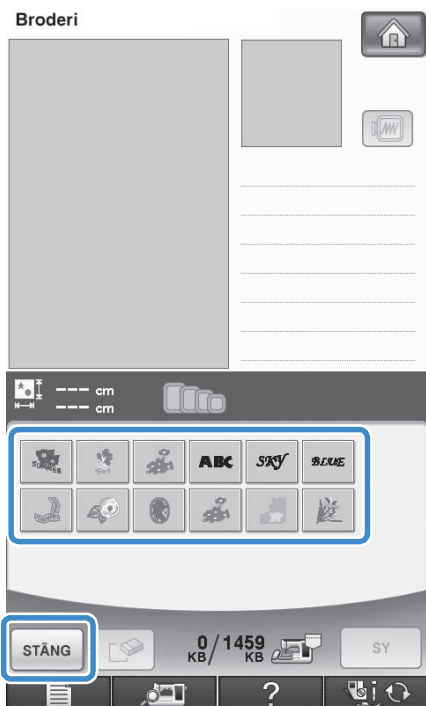 Broderi
--- cm
--- cm
ABC SKY BLUE
STÄNG
0 KB / 1459 KB
SY
?